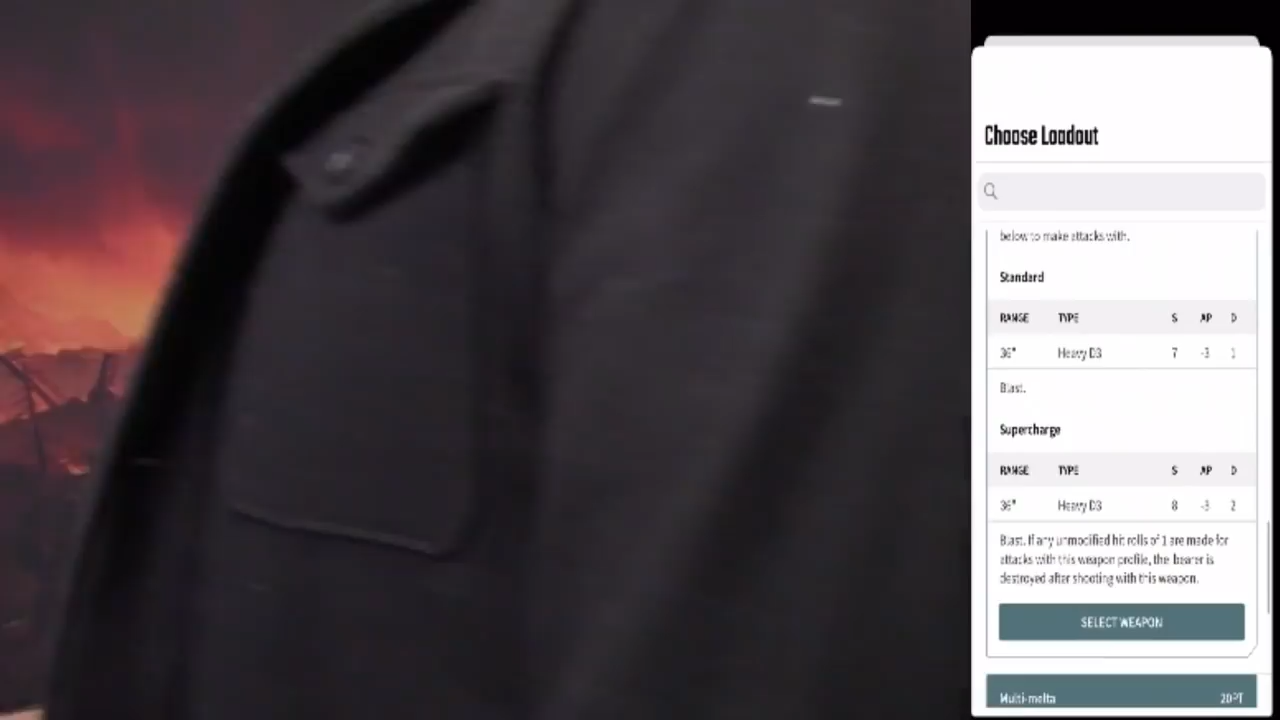 Choose Loadout
below to make attacks with.
Standard
RANGE TYPE S AP D
36" Heavy D3 7 -3 1
Blast.
Supercharge
RANGE TYPE S AP D
36" Heavy D3 8 -3 2
Blast. If any unmodified hit rolls of 1 are made for
attacks with this weapon profile, the bearer is
destroyed after shooting with this weapon.
SELECT WEAPON
Multi-melta 20PT